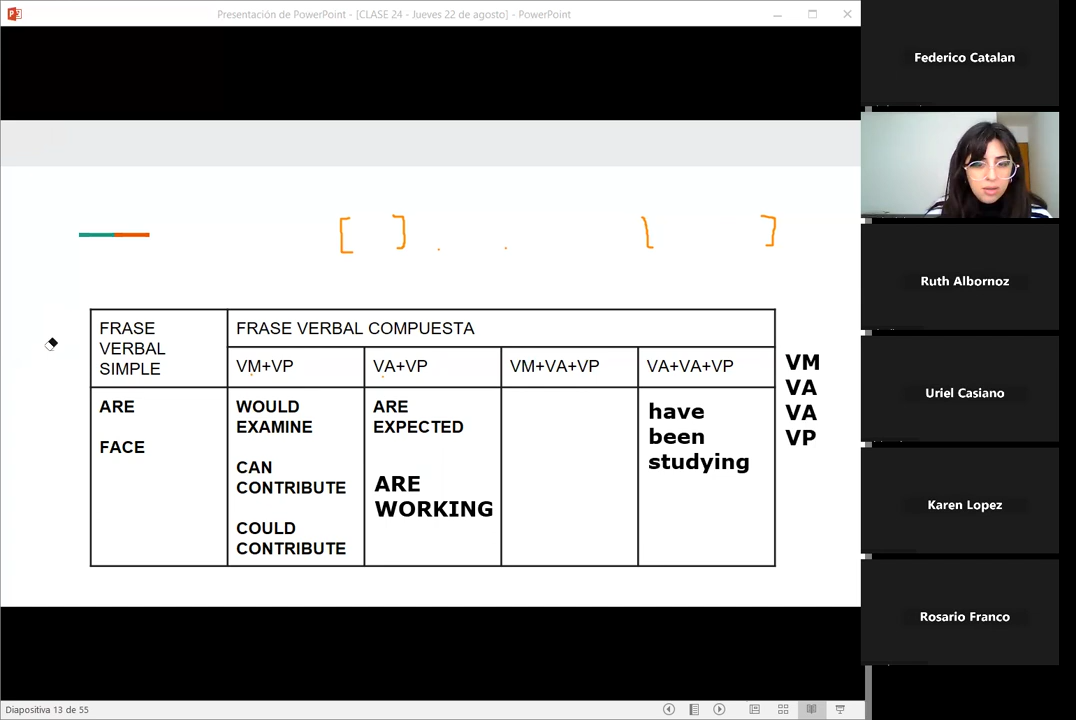 Presentación de PowerPoint - [CLASE 24 - Jueves 22 de agosto] - PowerPoint
Federico Catalan
Ruth Albornoz
Uriel Casiano
Karen Lopez
Rosario Franco
FRASE
VERBAL
SIMPLE
FRASE VERBAL COMPUESTA
VM+VP
VA+VP
VM+VA+VP
VA+VA+VP
ARE
FACE
WOULD
EXAMINE
CAN
CONTRIBUTE
COULD
CONTRIBUTE
ARE
EXPECTED
ARE
WORKING
have
been
studying
VM
VA
VA
VP
Diapositiva 13 de 55